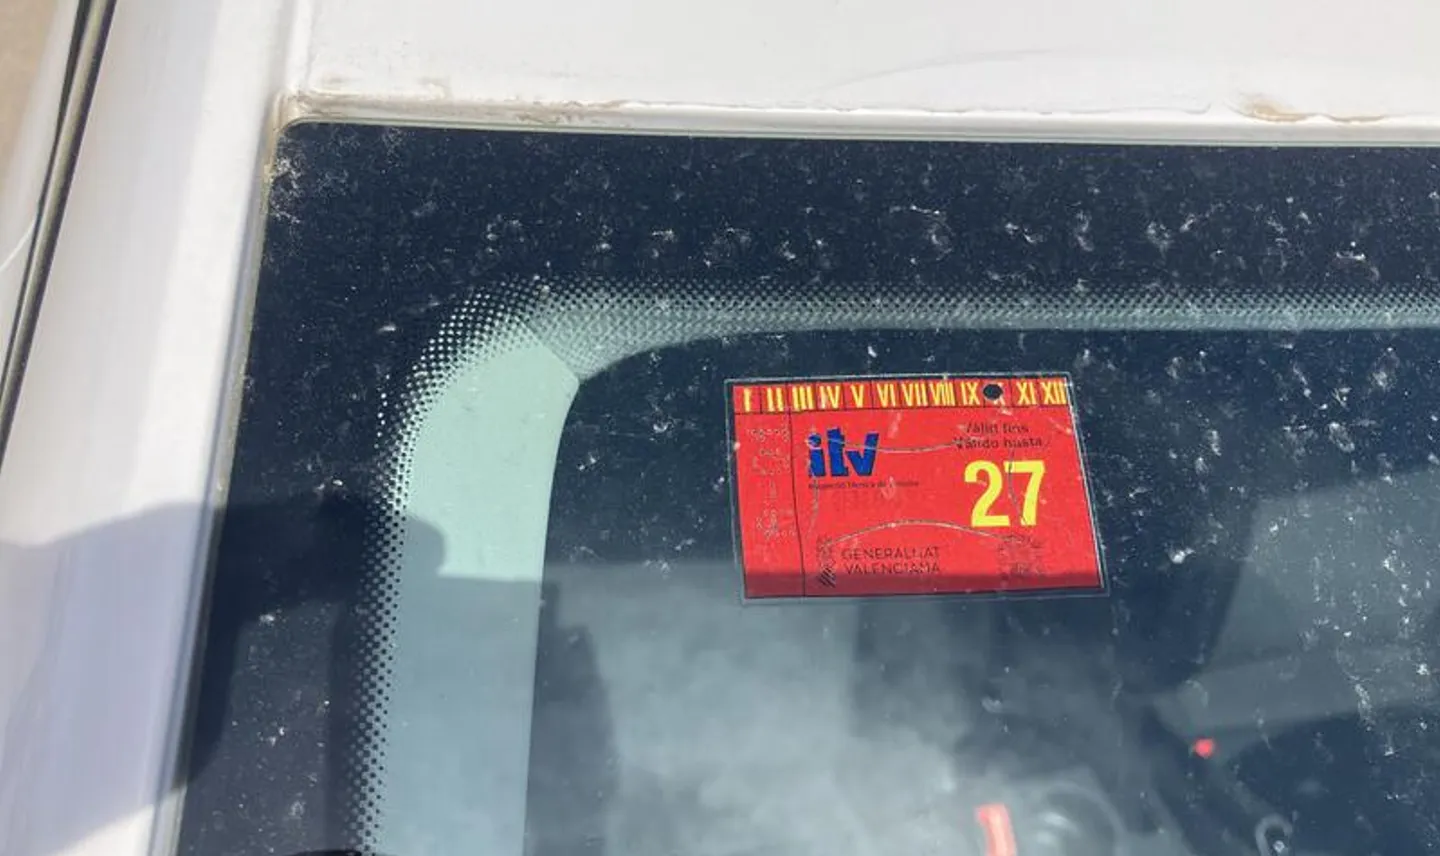 I II III IV V VI VII VIII IX XI XII
itv
Vàlid fins
Válido hasta
27
GENERALITAT
VALENCIANA